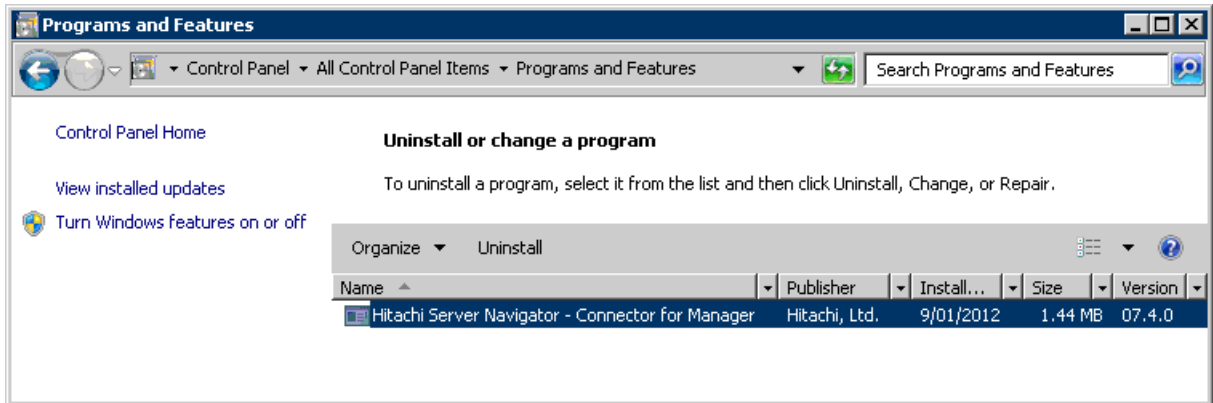 Programs and Features
Control Panel All Control Panel Items Programs and Features Search Programs and Features
Control Panel Home
View installed updates
Turn Windows features on or off
Uninstall or change a program
To uninstall a program, select it from the list and then click Uninstall, Change, or Repair.
Organize Uninstall
Name Publisher Install... Size Version
Hitachi Server Navigator - Connector for Manager Hitachi, Ltd. 9/01/2012 1.44 MB 07.4.0